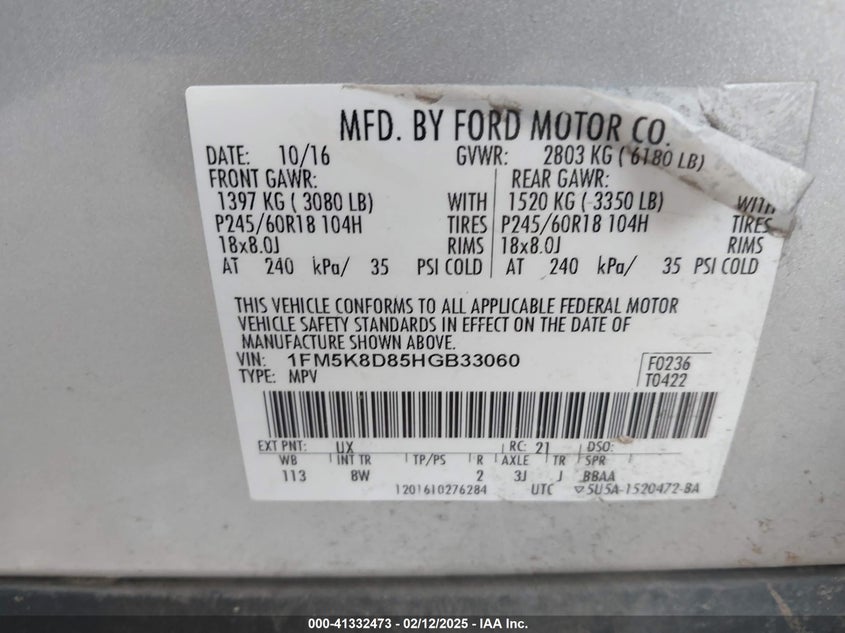 MFD. BY FORD MOTOR CO.
DATE: 10/16 GVWR: 2803 KG ( 6180 LB)
FRONT GAWR: REAR GAWR:
1397 KG ( 3080 LB) WITH 1520 KG ( 3350 LB) WITH
P245/60R18 104H TIRES P245/60R18 104H TIRES
18x8.0J RIMS 18x8.0J RIMS
AT 240 kPa/ 35 PSI COLD AT 240 kPa/ 35 PSI COLD
THIS VEHICLE CONFORMS TO ALL APPLICABLE FEDERAL MOTOR
VEHICLE SAFETY STANDARDS IN EFFECT ON THE DATE OF
MANUFACTURE SHOWN ABOVE.
VIN: 1FM5K8D85HGB33060 F0236
TYPE: MPV T0422
EXT PNT: UX RC: 21 DSO:
WB INT TR TP/PS R AXLE TR SPR
113 8W 2 3J J BBAA
1201610276284 UTC ▽5U5A-1520472-BA
000-41332473 - 02/12/2025 - IAA Inc.